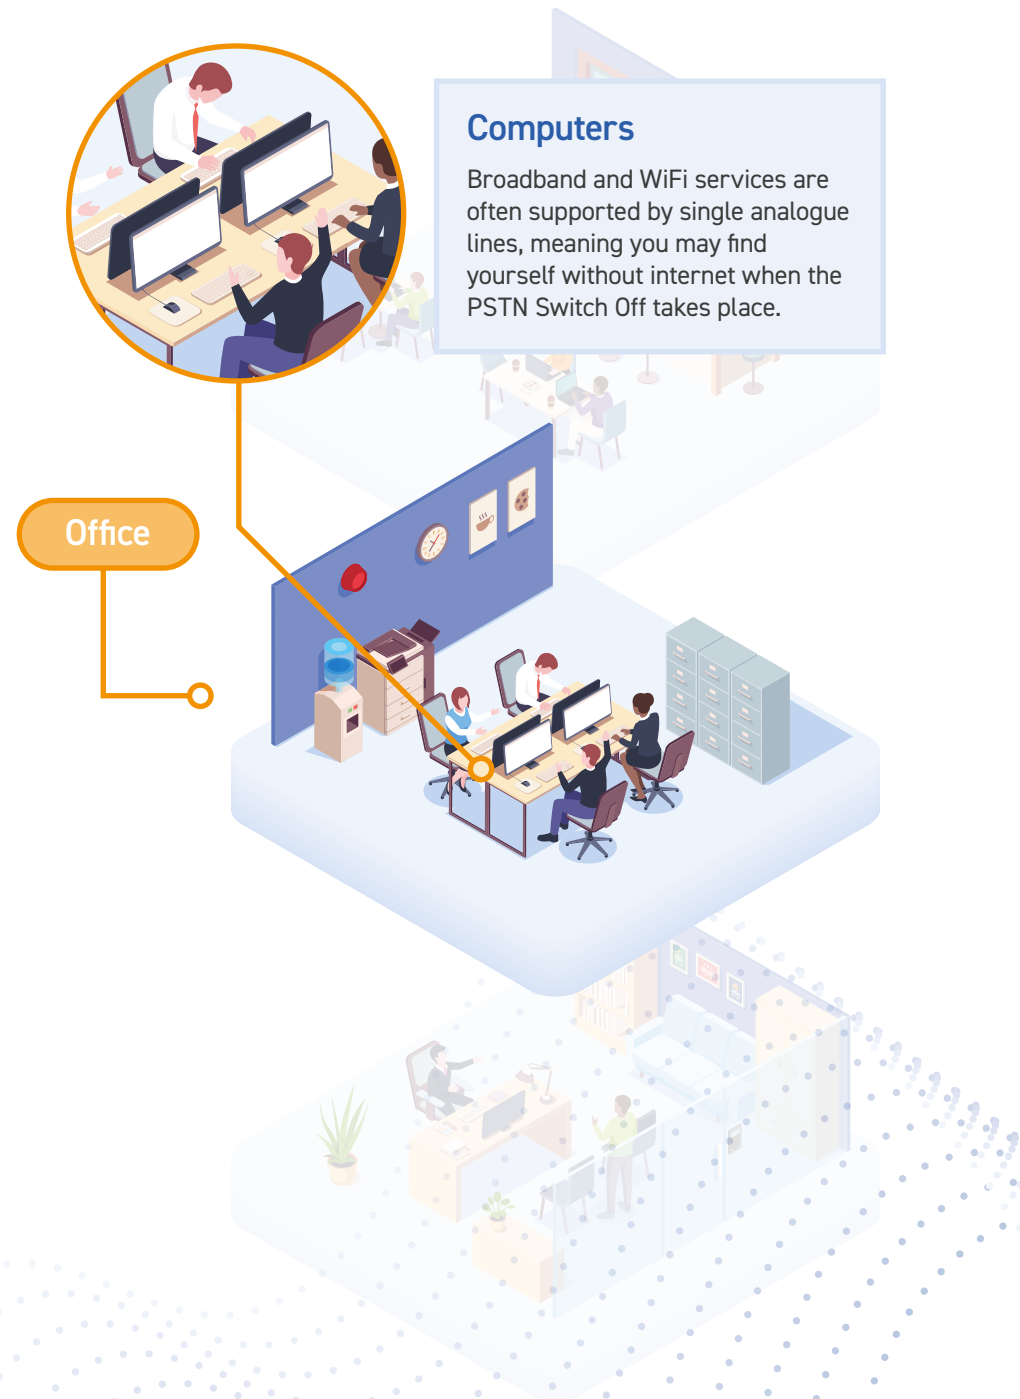 Computers
Broadband and WiFi services are
often supported by single analogue
lines, meaning you may find
yourself without internet when the
PSTN Switch Off takes place.
Office